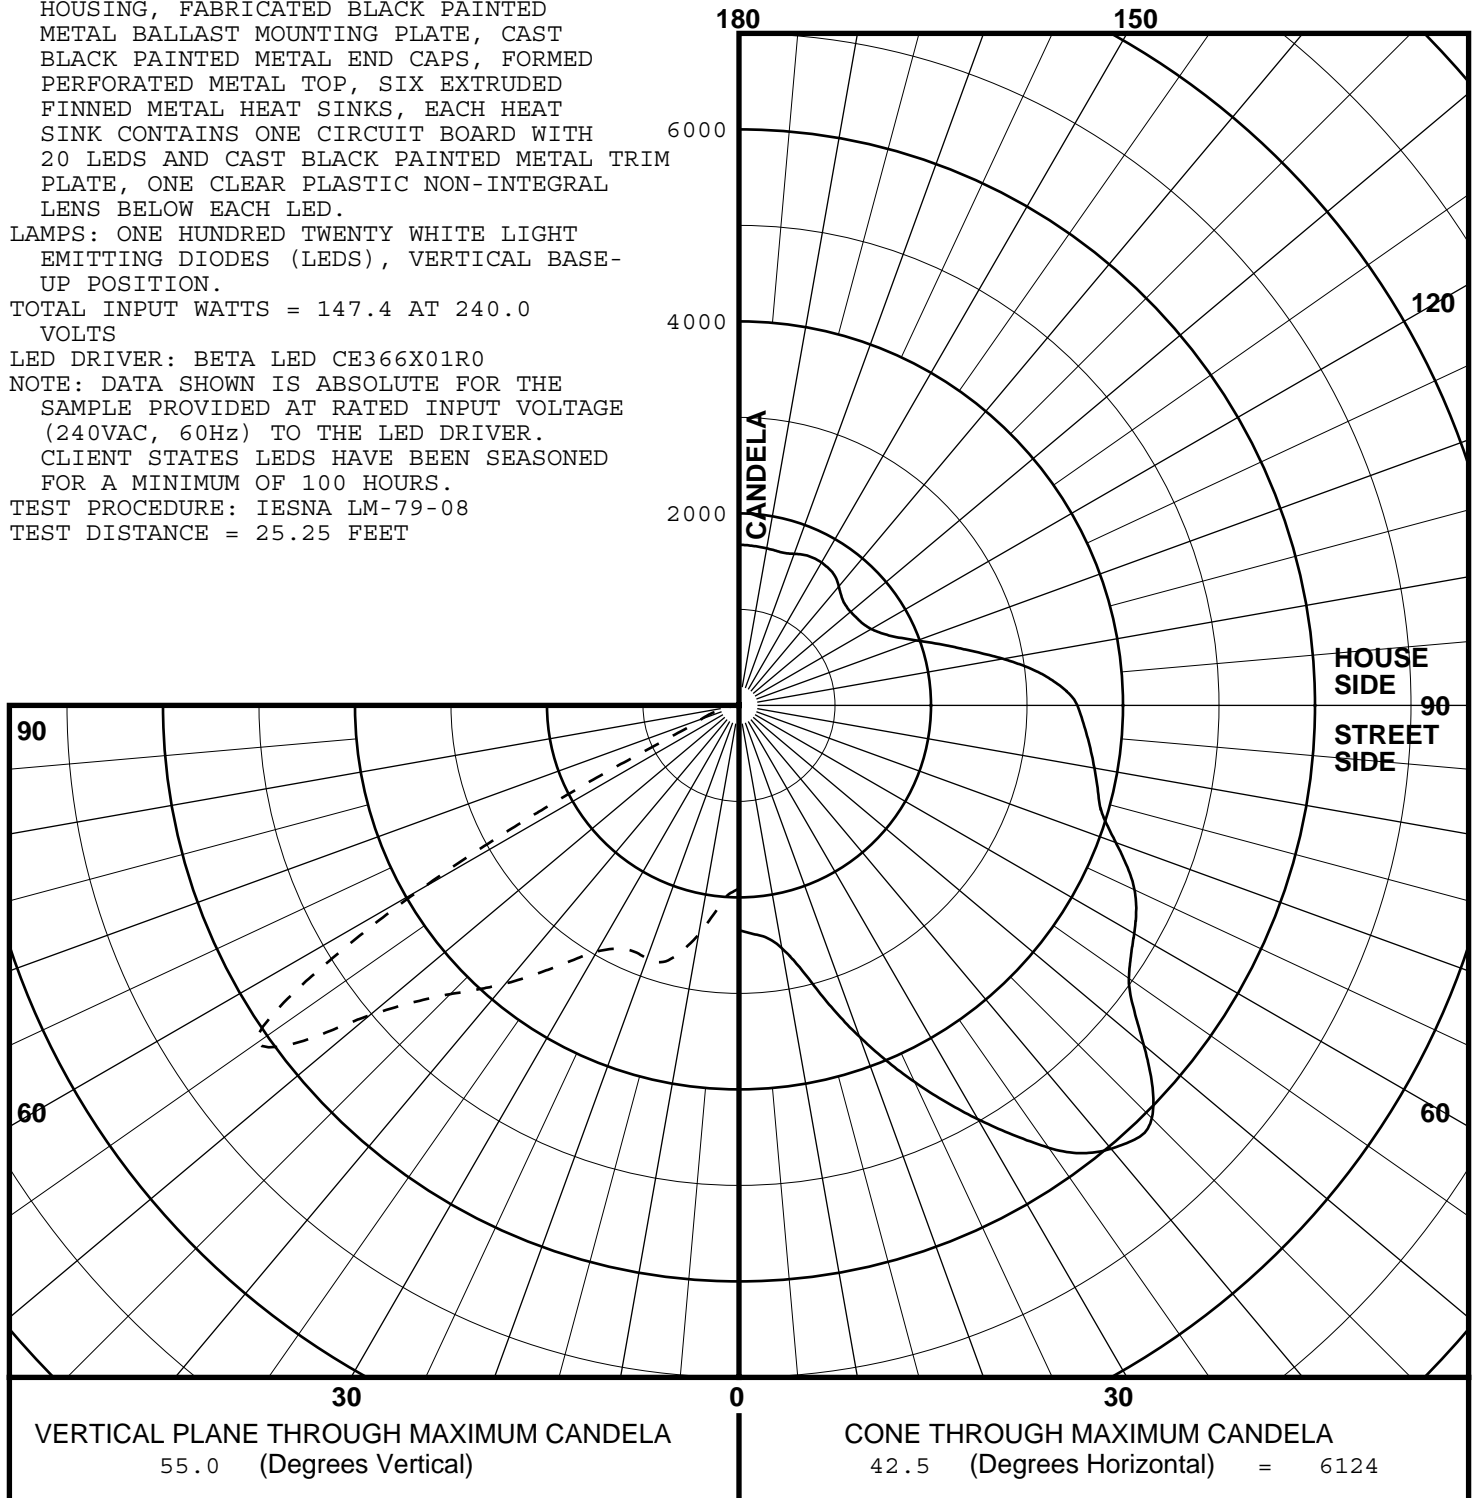 HOUSING, FABRICATED BLACK PAINTED
METAL BALLAST MOUNTING PLATE, CAST
BLACK PAINTED METAL END CAPS, FORMED
PERFORATED METAL TOP, SIX EXTRUDED
FINNED METAL HEAT SINKS, EACH HEAT
SINK CONTAINS ONE CIRCUIT BOARD WITH
20 LEDS AND CAST BLACK PAINTED METAL TRIM
PLATE, ONE CLEAR PLASTIC NON-INTEGRAL
LENS BELOW EACH LED.
LAMPS: ONE HUNDRED TWENTY WHITE LIGHT
EMITTING DIODES (LEDS), VERTICAL BASE-
UP POSITION.
TOTAL INPUT WATTS = 147.4 AT 240.0
VOLTS
LED DRIVER: BETA LED CE366X01R0
NOTE: DATA SHOWN IS ABSOLUTE FOR THE
SAMPLE PROVIDED AT RATED INPUT VOLTAGE
(240VAC, 60Hz) TO THE LED DRIVER.
CLIENT STATES LEDS HAVE BEEN SEASONED
FOR A MINIMUM OF 100 HOURS.
TEST PROCEDURE: IESNA LM-79-08
TEST DISTANCE = 25.25 FEET
180
150
6000
120
4000
CANDELA
2000
HOUSE
SIDE
90
90
STREET
SIDE
60
60
30
0
30
VERTICAL PLANE THROUGH MAXIMUM CANDELA
55.0 (Degrees Vertical)
CONE THROUGH MAXIMUM CANDELA
42.5 (Degrees Horizontal) = 6124